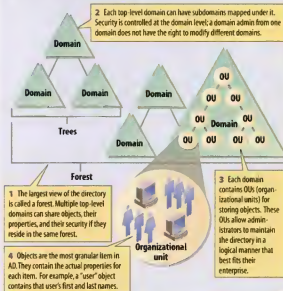 2 Each top-level domain can have subdomains mapped under it.
Security is controlled at the domain level; a domain admin from one
domain does not have the right to modify different domains.
Domain
Domain
Domain
Domain
Domain
OU
OU
OU
OU
OU
Domain
OU
OU
OU
OU
Trees
Forest
1 The largest view of the directory
is called a forest. Multiple top-level
domains can share objects, their
properties, and their security if they
reside in the same forest.
3 Each domain
contains OUs (organ-
izational units) for
storing objects. These
OUs allow admin-
istrators to maintain
the directory in a
logical manner that
best fits their
enterprise.
4 Objects are the most granular item in
AD. They contain the actual properties for
each item. For example, a "user" object
contains that user's first and last names.
Organizational
unit